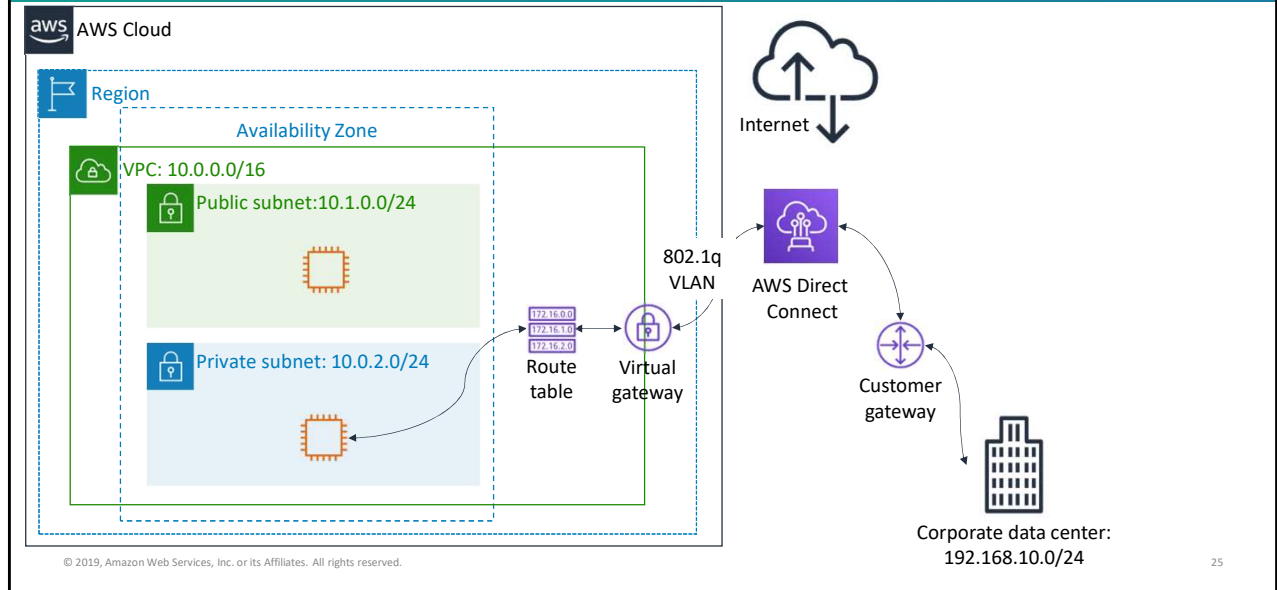 aws
AWS Cloud
Region
Availability Zone
VPC: 10.0.0.0/16
Public subnet:10.1.0.0/24
Private subnet: 10.0.2.0/24
172.16.0.0
172.16.1.0
172.16.2.0
Route
table
Virtual
gateway
802.1q
VLAN
Internet
AWS Direct
Connect
Customer
gateway
Corporate data center:
192.168.10.0/24
© 2019, Amazon Web Services, Inc. or its Affiliates. All rights reserved.
25